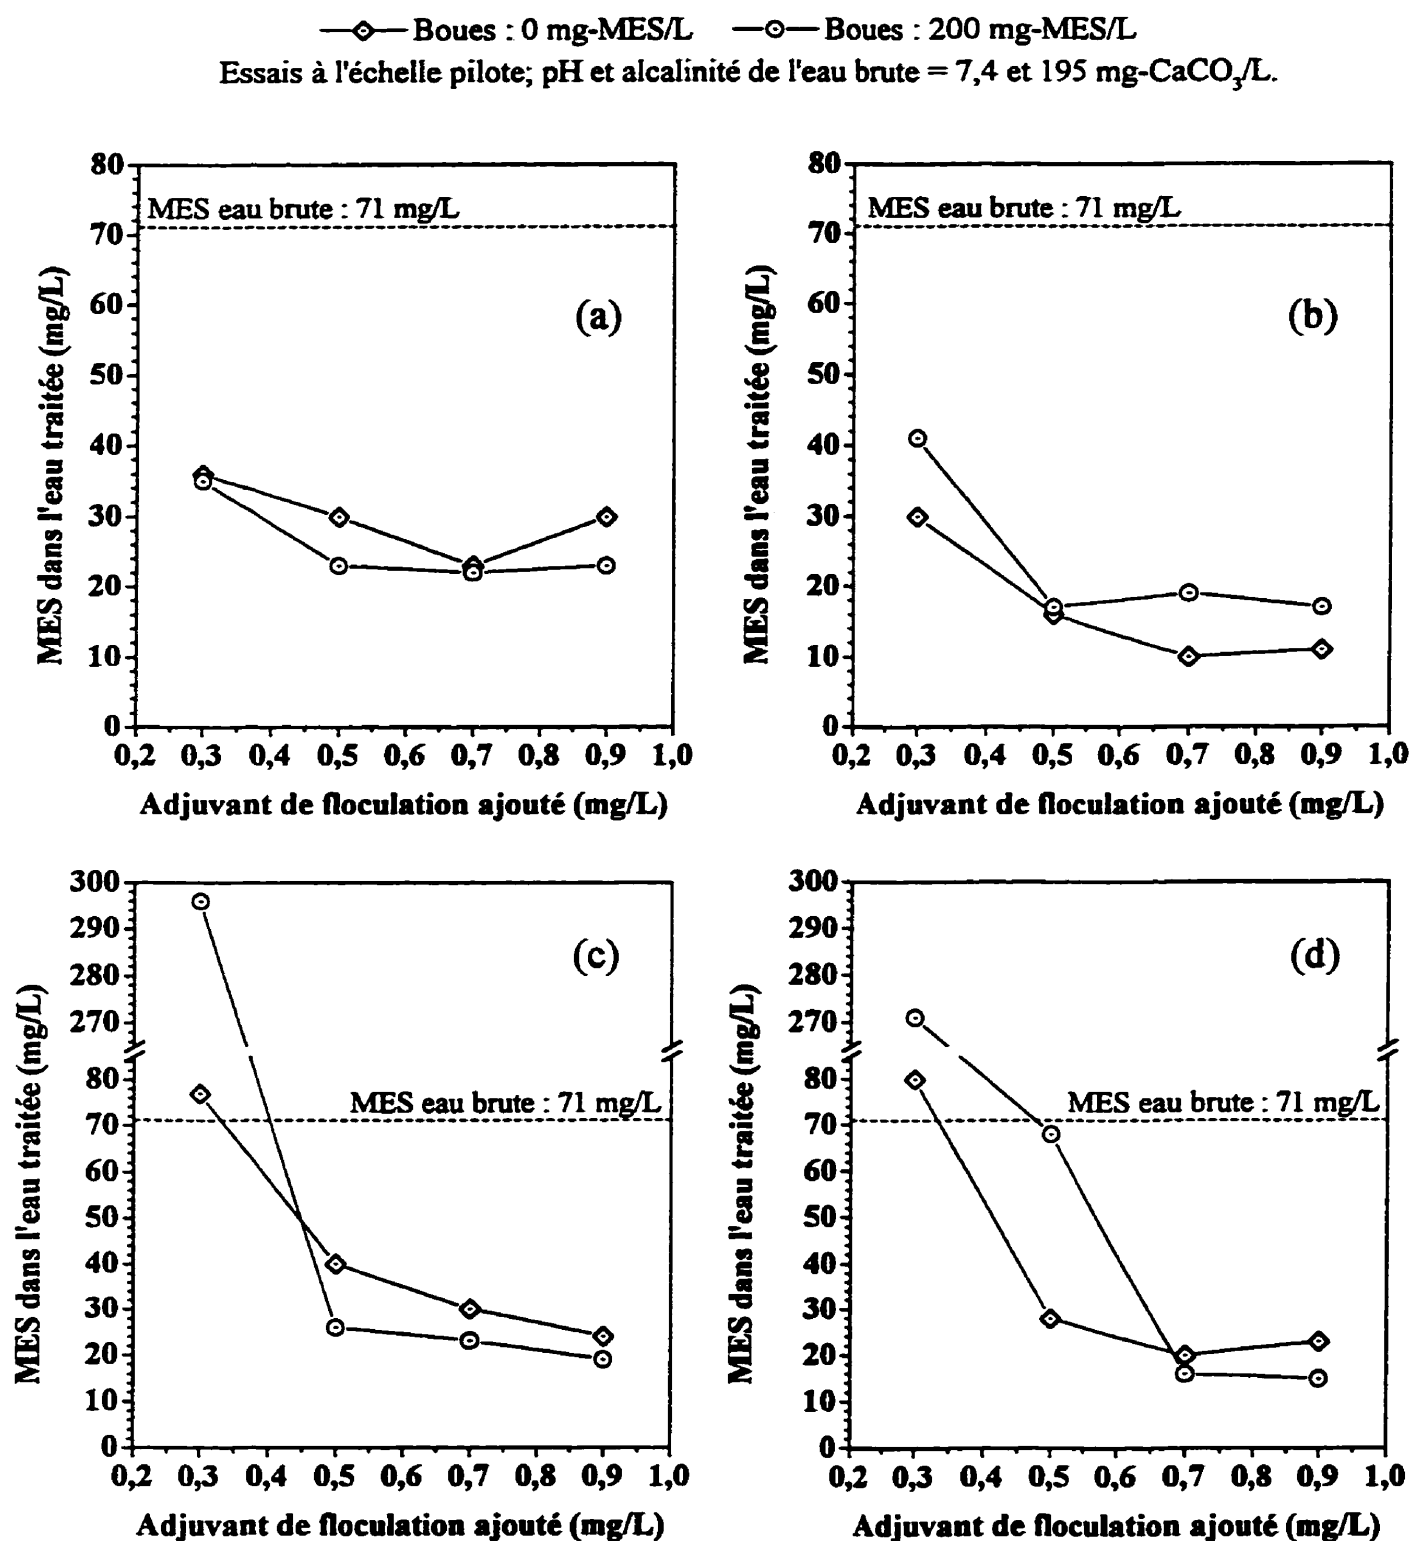 Boues : 0 mg-MES/L Boues : 200 mg-MES/L
Essais à l'échelle pilote; pH et alcalinité de l'eau brute = 7,4 et 195 mg-CaCO₃/L.
80
70
60
50
40
30
20
10
0
MES dans l'eau traitée (mg/L)
MES eau brute : 71 mg/L
(a)
0,2 0,3 0,4 0,5 0,6 0,7 0,8 0,9 1,0
Adjuvant de floculation ajouté (mg/L)
80
70
60
50
40
30
20
10
0
MES dans l'eau traitée (mg/L)
MES eau brute : 71 mg/L
(b)
0,2 0,3 0,4 0,5 0,6 0,7 0,8 0,9 1,0
Adjuvant de floculation ajouté (mg/L)
300
290
280
270
80
70
60
50
40
30
20
10
0
MES dans l'eau traitée (mg/L)
(c)
MES eau brute : 71 mg/L
0,2 0,3 0,4 0,5 0,6 0,7 0,8 0,9 1,0
Adjuvant de floculation ajouté (mg/L)
300
290
280
270
80
70
60
50
40
30
20
10
0
MES dans l'eau traitée (mg/L)
(d)
MES eau brute : 71 mg/L
0,2 0,3 0,4 0,5 0,6 0,7 0,8 0,9 1,0
Adjuvant de floculation ajouté (mg/L)